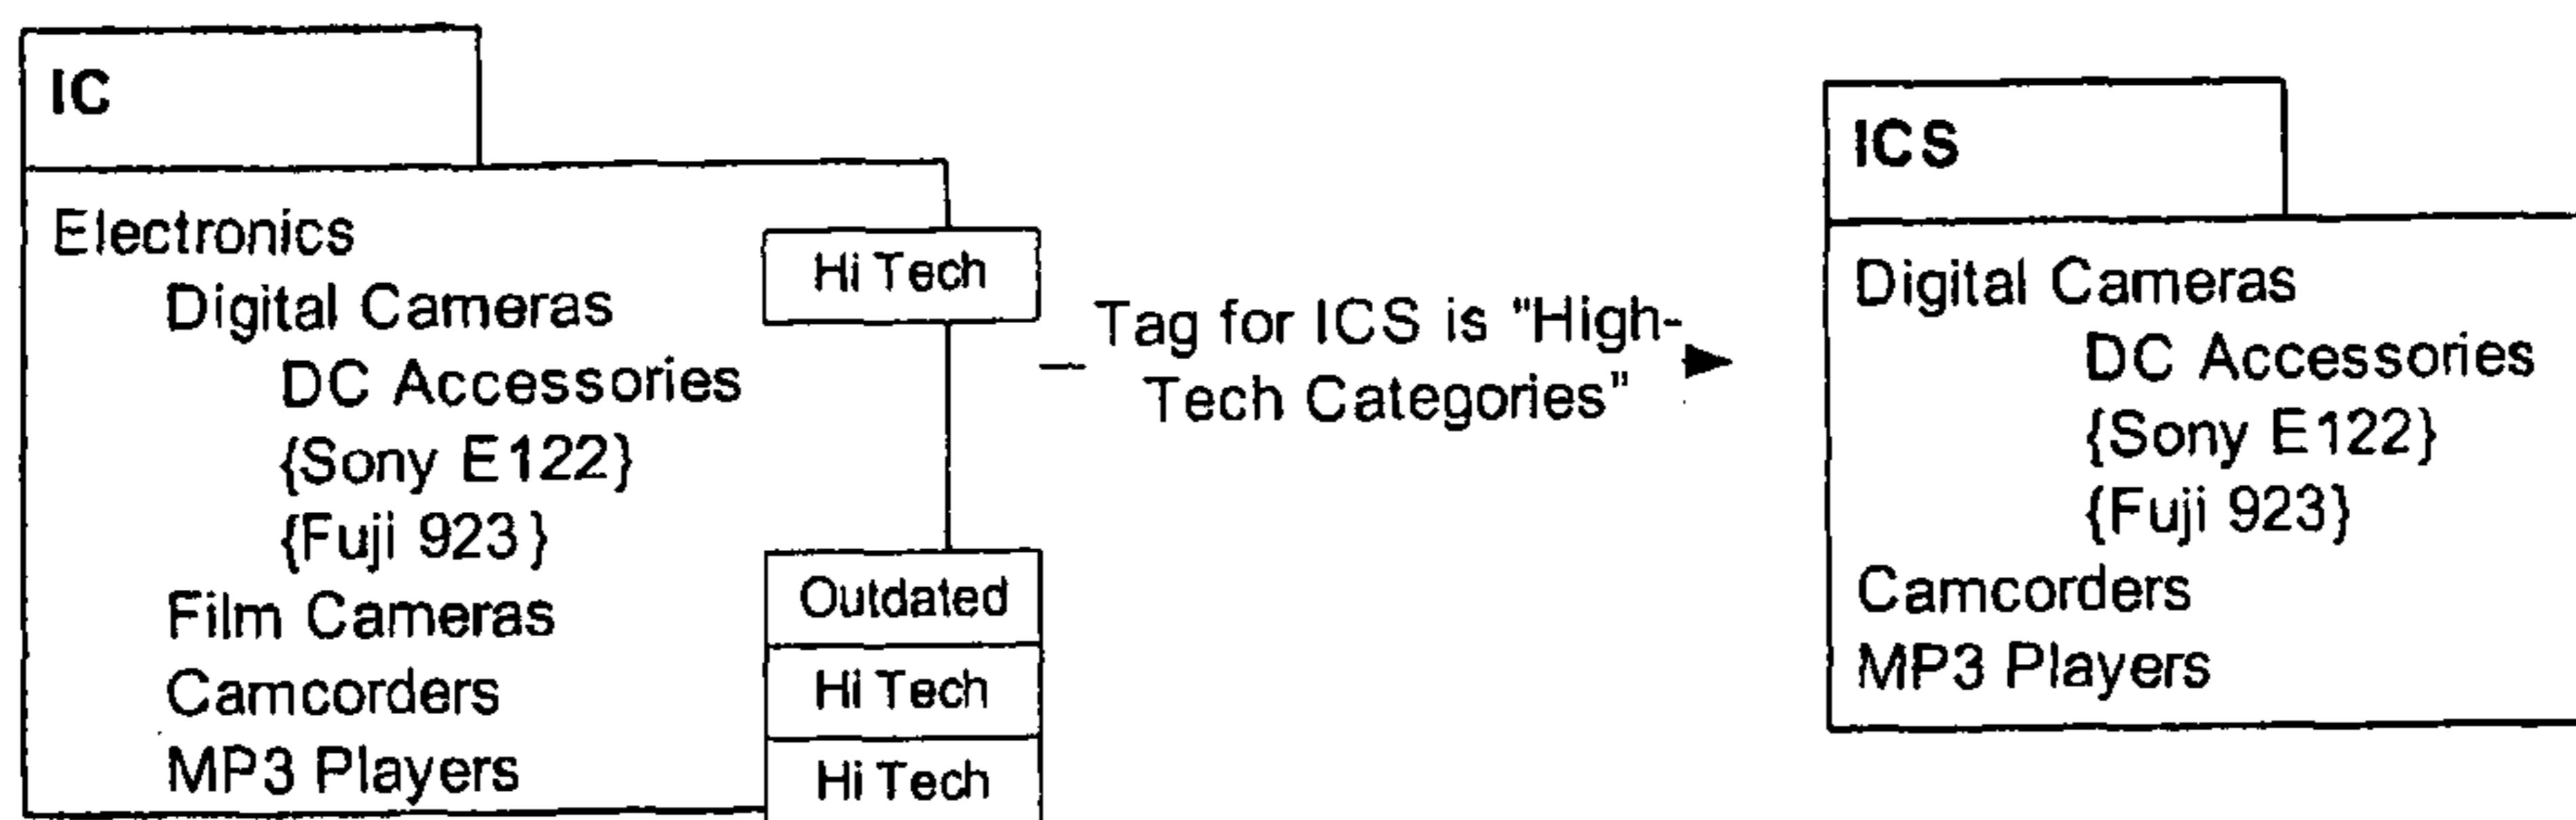 IC
Electronics
Hi Tech
Digital Cameras
DC Accessories
{Sony E122}
{Fuji 923}
Outdated
Film Cameras
Hi Tech
Camcorders
Hi Tech
MP3 Players
Tag for ICS is "High-
Tech Categories"
ICS
Digital Cameras
DC Accessories
{Sony E122}
{Fuji 923}
Camcorders
MP3 Players